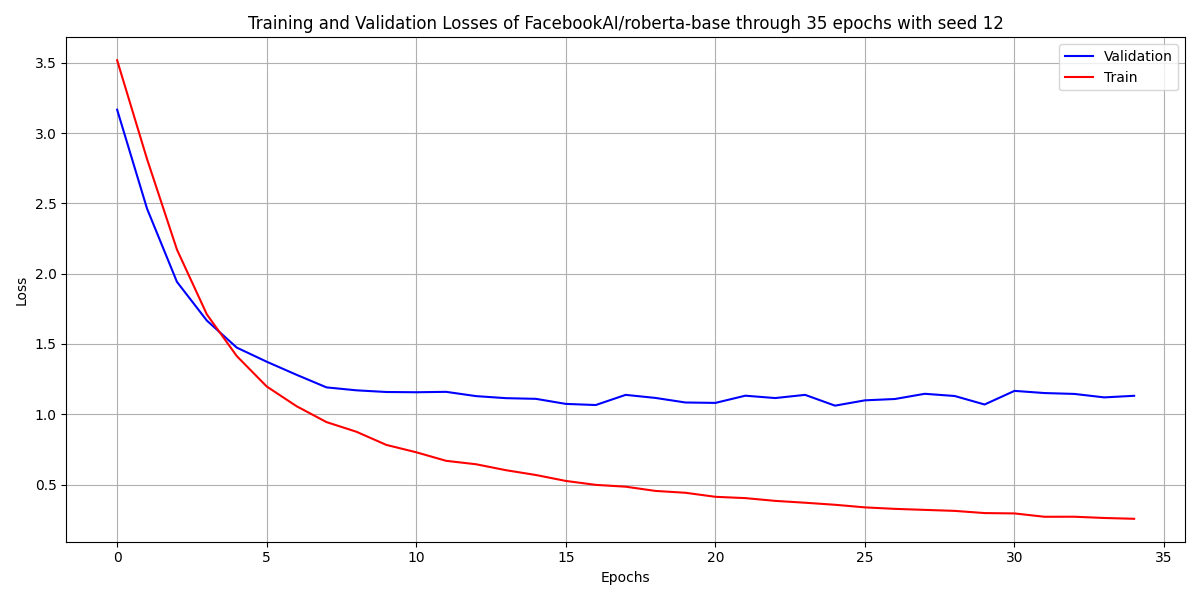 Training and Validation Losses of FacebookAI/roberta-base through 35 epochs with seed 12
Validation
Train
3.5
3.0
2.5
2.0
1.5
1.0
0.5
Loss
0 5 10 15 20 25 30 35
Epochs